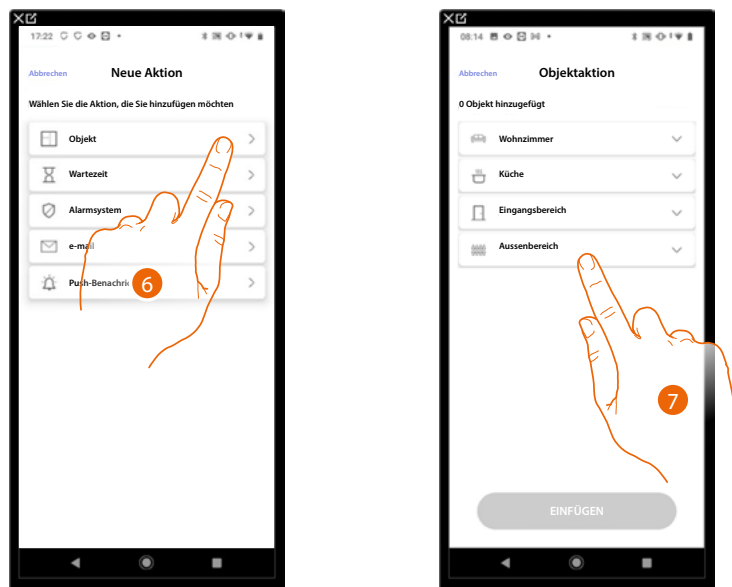 17:22
Abbrechen Neue Aktion
Wählen Sie die Aktion, die Sie hinzufügen möchten
Objekt
Wartezeit
Alarmsystem
e-mail
Push-Benachri
6
08:14
Abbrechen Objektaktion
0 Objekt hinzugefügt
Wohnzimmer
Küche
Eingangsbereich
Aussenbereich
7
EINFÜGEN